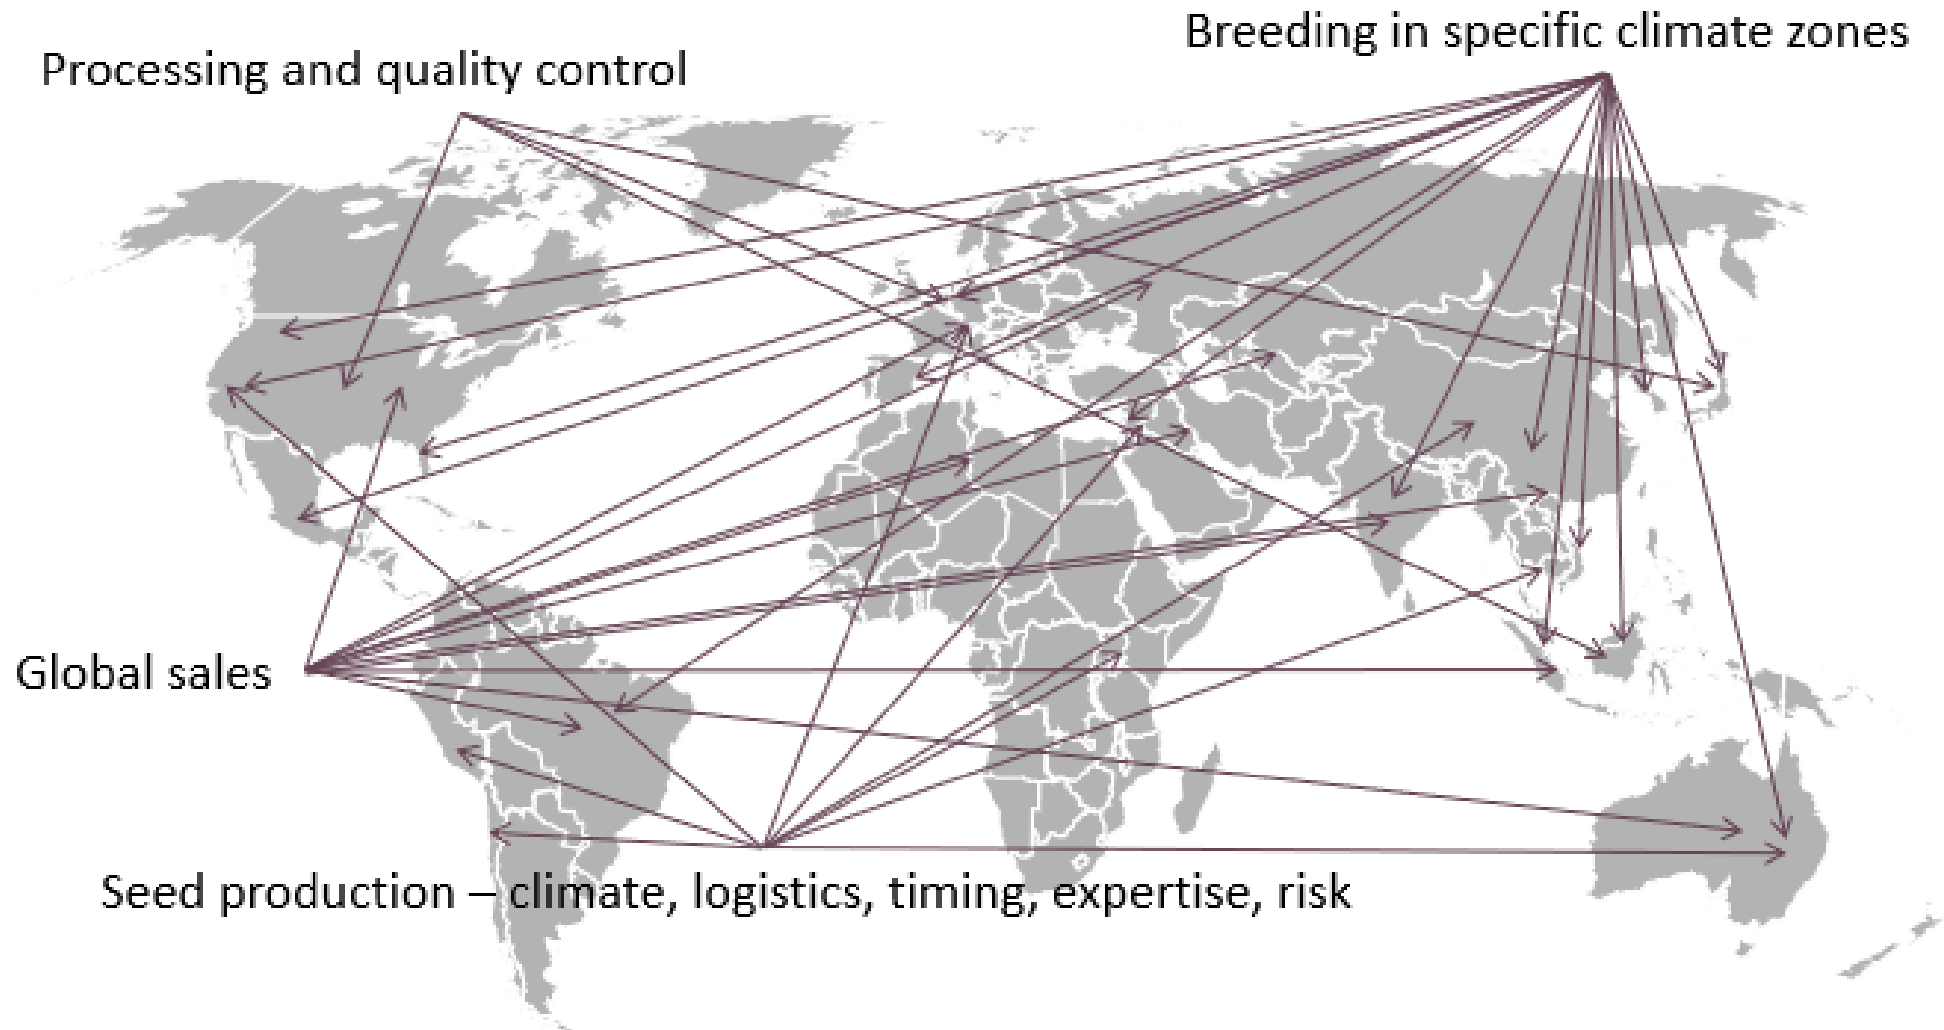 Breeding in specific climate zones
Processing and quality control
Global sales
Seed production – climate, logistics, timing, expertise, risk